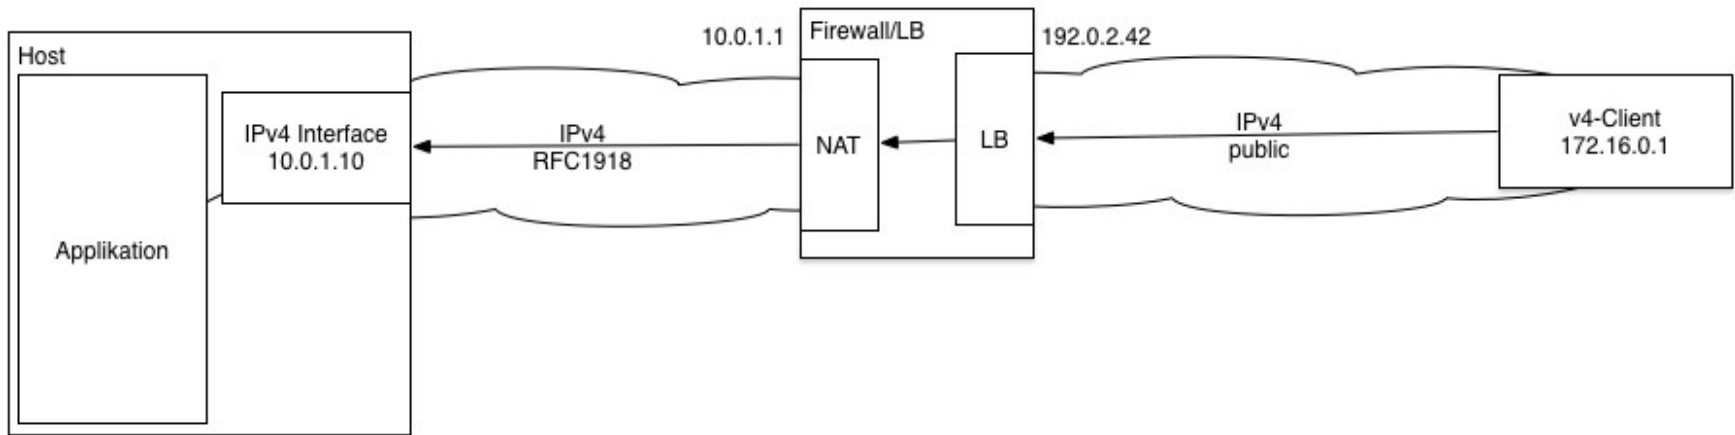 Host
Applikation
IPv4 Interface
10.0.1.10
IPv4
RFC1918
10.0.1.1
Firewall/LB
NAT
LB
192.0.2.42
IPv4
public
v4-Client
172.16.0.1